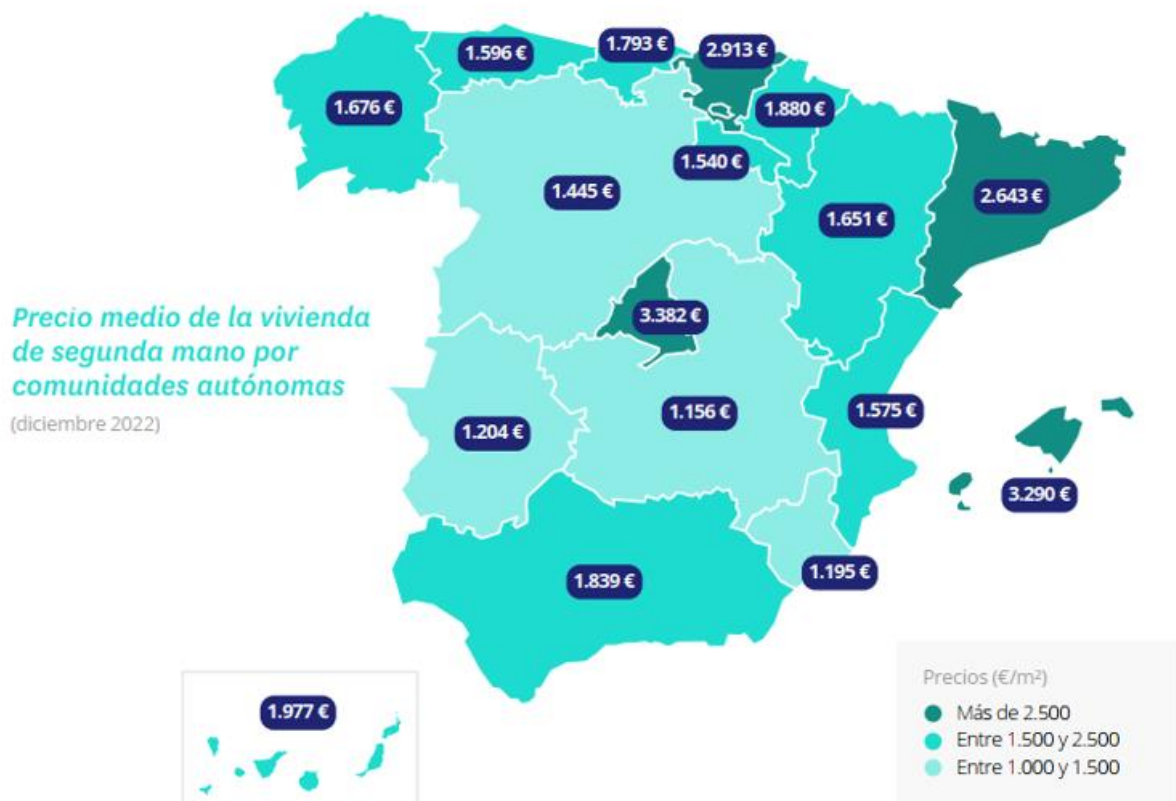 1.596 €
1.793 €
2.913 €
1.676 €
1.880 €
1.540 €
1.445 €
1.651 €
2.643 €
Precio medio de la vivienda
de segunda mano por
comunidades autónomas
(diciembre 2022)
3.382 €
1.204 €
1.156 €
1.575 €
3.290 €
1.839 €
1.195 €
1.977 €
Precios (€/m²)
Más de 2.500
Entre 1.500 y 2.500
Entre 1.000 y 1.500